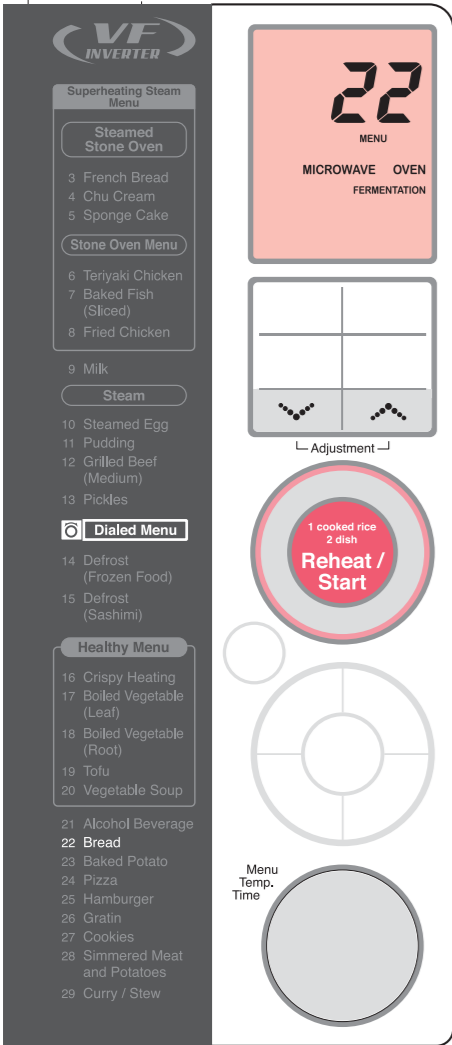 VF
INVERTER
Superheating Steam
Menu
Steamed
Stone Oven
3 French Bread
4 Chu Cream
5 Sponge Cake
Stone Oven Menu
6 Teriyaki Chicken
7 Baked Fish
(Sliced)
8 Fried Chicken
9 Milk
Steam
10 Steamed Egg
11 Pudding
12 Grilled Beef
(Medium)
13 Pickles
Dialed Menu
14 Defrost
(Frozen Food)
15 Defrost
(Sashimi)
Healthy Menu
16 Crispy Heating
17 Boiled Vegetable
(Leaf)
18 Boiled Vegetable
(Root)
19 Tofu
20 Vegetable Soup
21 Alcohol Beverage
22 Bread
23 Baked Potato
24 Pizza
25 Hamburger
26 Gratin
27 Cookies
28 Simmered Meat
and Potatoes
29 Curry / Stew
22
MENU
MICROWAVE OVEN
FERMENTATION
Adjustment
1 cooked rice
2 dish
Reheat /
Start
Menu
Temp.
Time